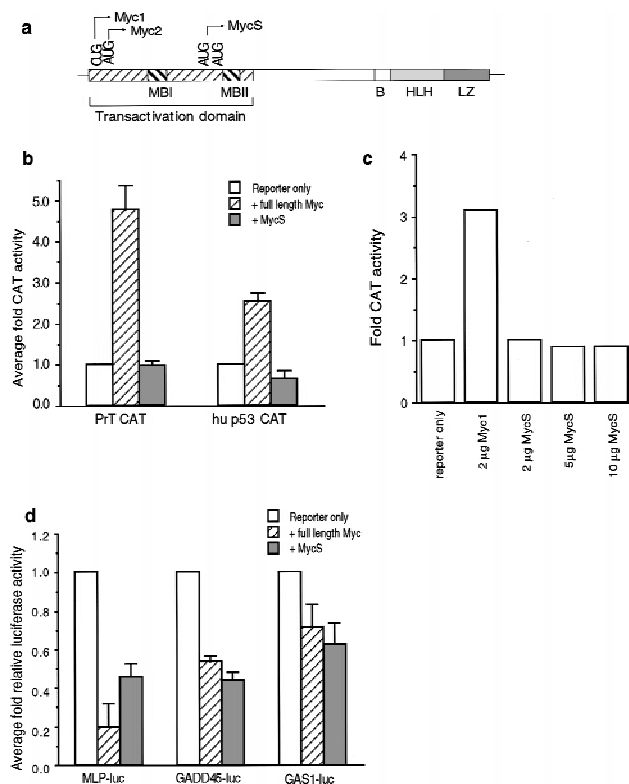 a
Myc1
Myc2
MycS
CUG
AUG
AUG
AUG
MBI
MBII
B
HLH
LZ
Transactivation domain
b
Average fold CAT activity
5.0
4.0
3.0
2.0
1.0
0.0
Reporter only
+ full length Myc
+ MycS
PrT CAT
hu p53 CAT
c
Fold CAT activity
4
3
2
1
0
reporter only
2 µg Myc1
2 µg MycS
5µg MycS
10 µg MycS
d
Average fold relative luciferase activity
1.2
1.0
0.8
0.6
0.4
0.2
0.0
Reporter only
+ full length Myc
+ MycS
MLP-luc
GADD45-luc
GAS1-luc